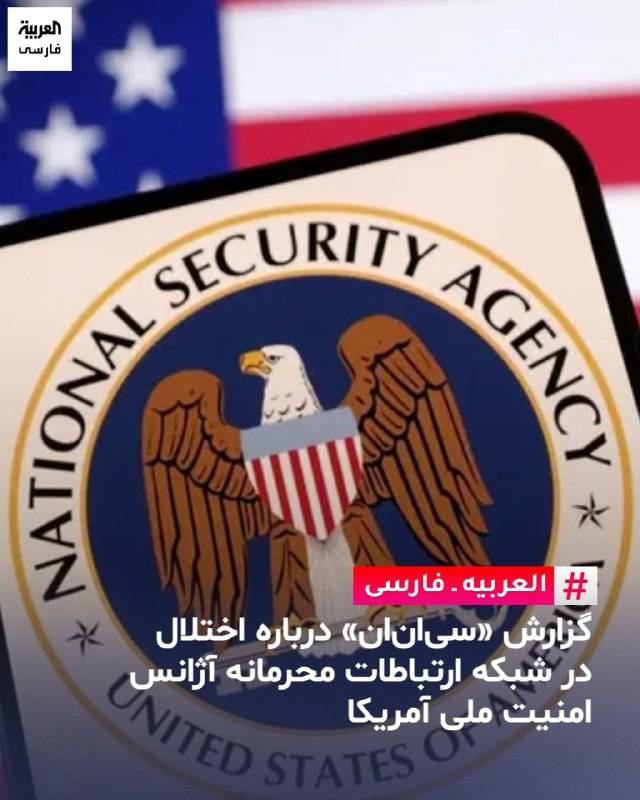 العربية
فارسی
NATIONAL SECURITY AGENCY
UNITED STATES OF AMERICA
# العربیه ـ فارسی
گزارش «سی‌ان‌ان» درباره اختلال
در شبکه ارتباطات محرمانه آژانس
امنیت ملی آمریکا